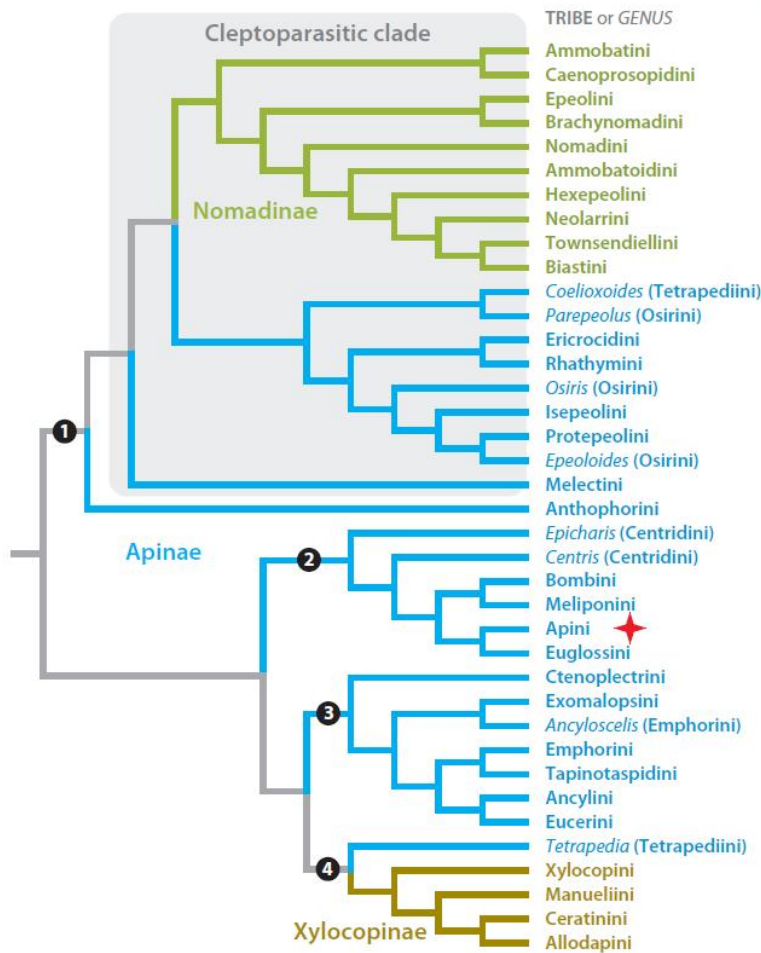 TRIBE or GENUS
Cleptoparasitic clade
Ammobatini
Caenoprosopidini
Epeolini
Brachynomadini
Nomadini
Ammobatoidini
Hexepeolini
Nomadinae
Neolarrini
Townsendiellini
Biastini
Coelioxoides (Tetrapediini)
Parepeolus (Osirini)
Ericrocidini
Rhathymini
Osiris (Osirini)
Isepeolini
1
Protepeolini
Epeoloides (Osirini)
Melectini
Anthophorini
Apinae
Epicharis (Centridini)
2
Centris (Centridini)
Bombini
Meliponini
Apini
Euglossini
Ctenoplectrini
3
Exomalopsini
Ancyloscelis (Emphorini)
Emphorini
Tapinotaspidini
Ancylini
Eucerini
Tetrapedia (Tetrapediini)
4
Xylocopini
Manueliini
Ceratinini
Xylocopinae
Allodapini